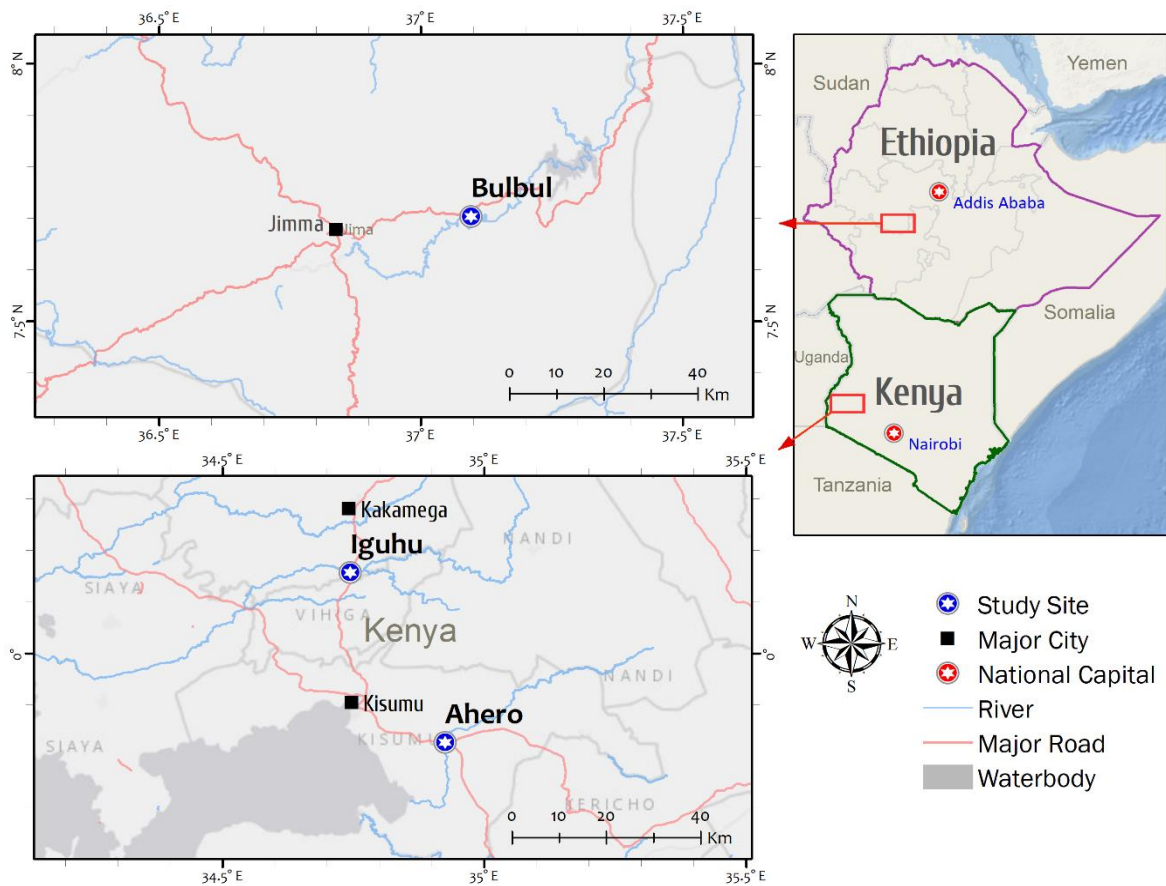 36.5° E
37° E
37.5° E
8° N
7.5° N
Bulbul
Jimma
Jima
0 10 20 40
Km
8° N
7.5° N
36.5° E
37° E
37.5° E
Sudan
Yemen
Ethiopia
Addis Ababa
Somalia
Uganda
Kenya
Nairobi
Tanzania
34.5° E
35° E
35.5° E
0°
Kakamega
Iguhu
NANDI
SIAYA
VIHIGA
Kenya
NANDI
Kisumu
Ahero
KISUMU
SIAYA
KERICHO
0 10 20 40
Km
0°
34.5° E
35° E
35.5° E
N
W E
S
Study Site
Major City
National Capital
River
Major Road
Waterbody